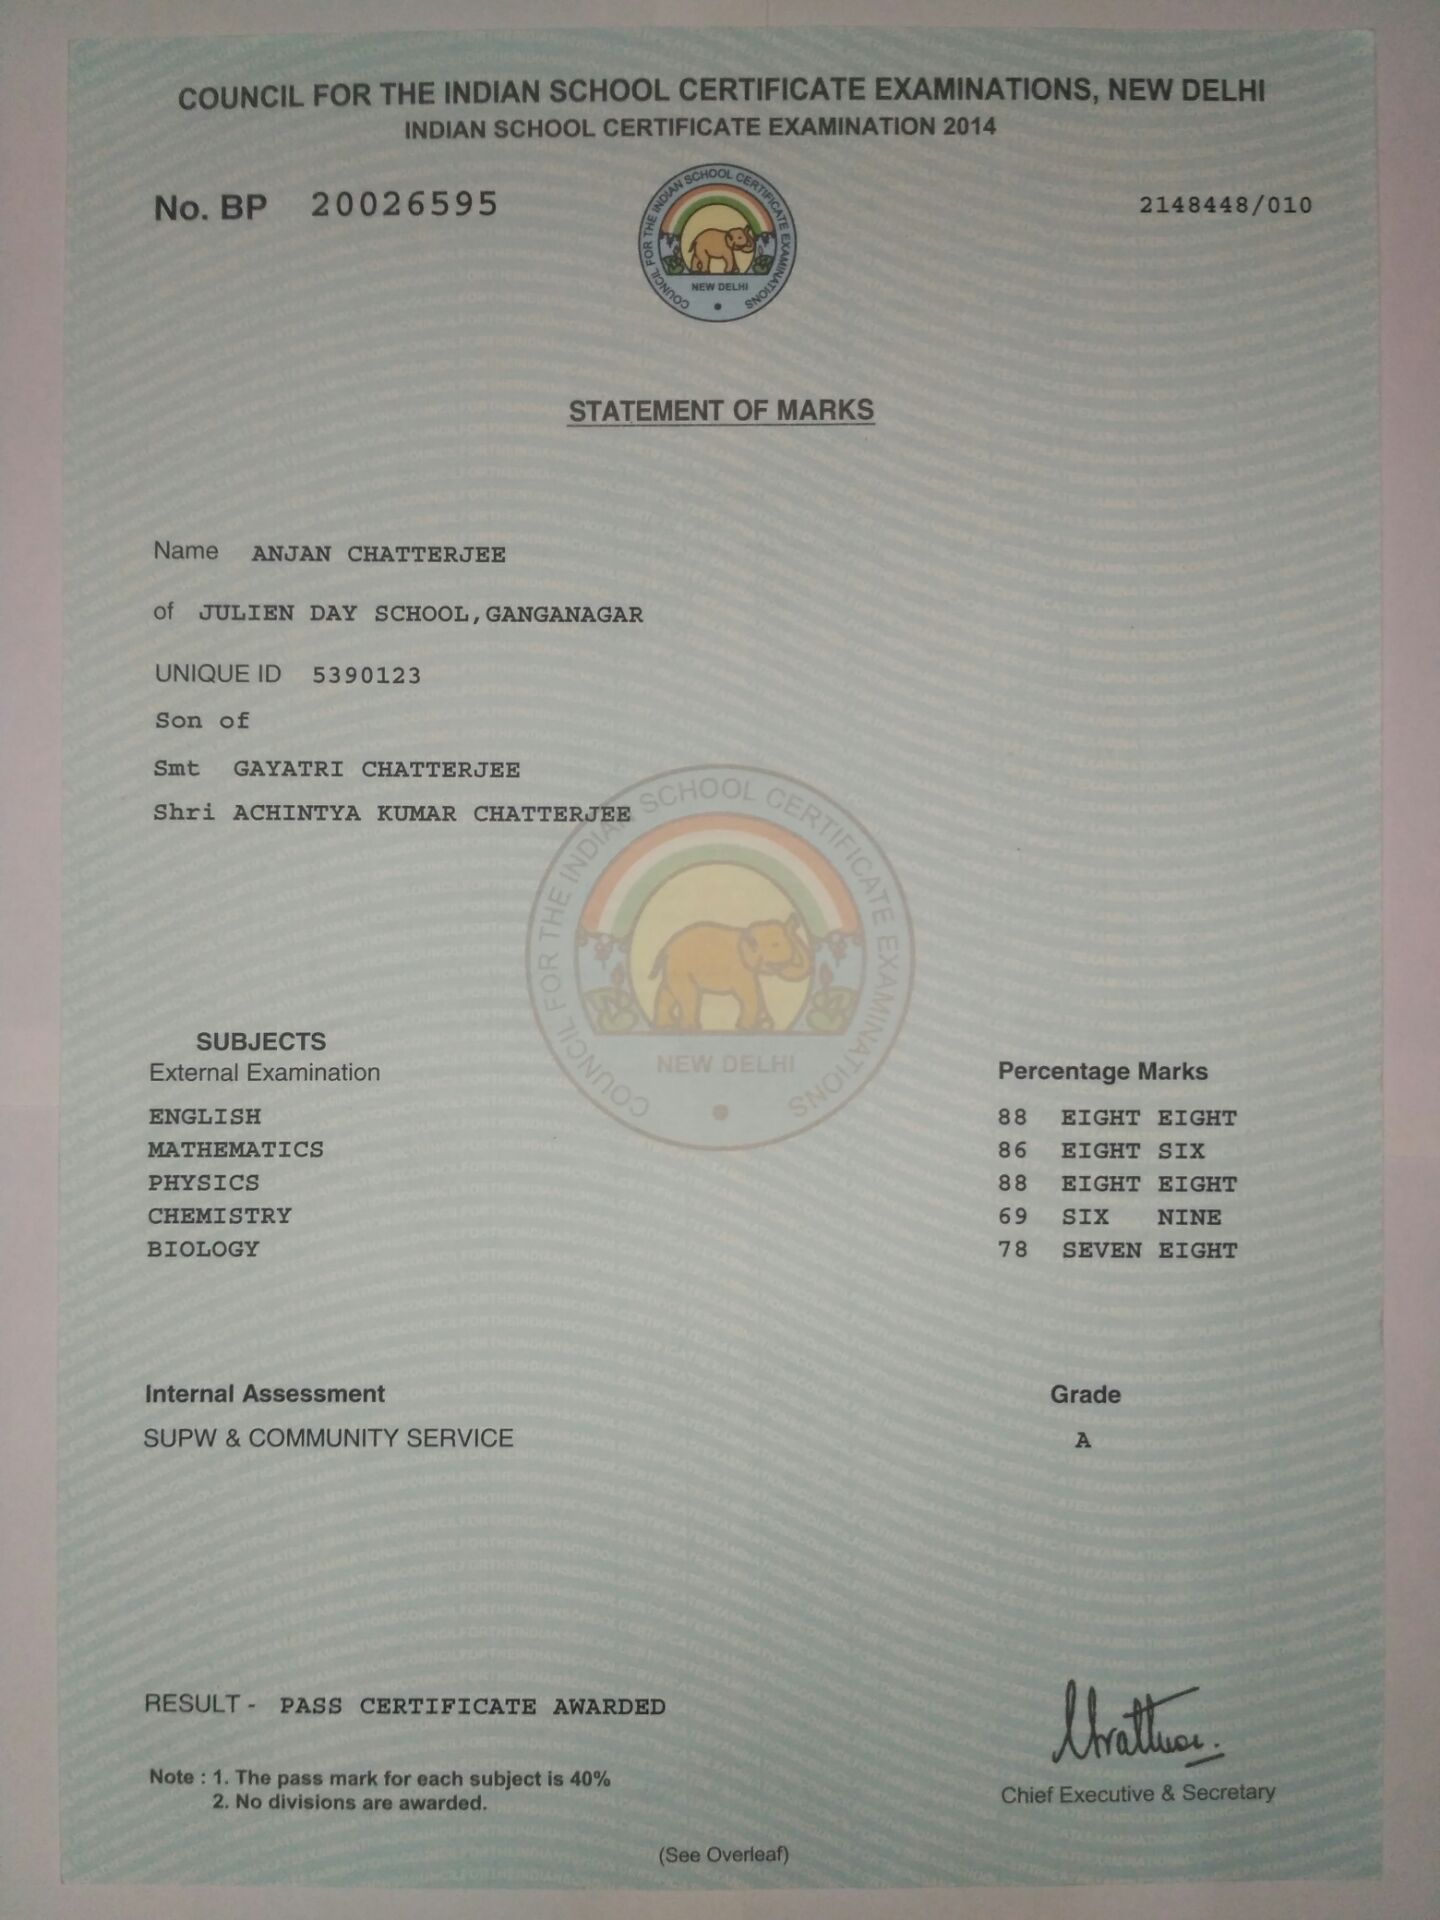 COUNCIL FOR THE INDIAN SCHOOL CERTIFICATE EXAMINATIONS, NEW DELHI
INDIAN SCHOOL CERTIFICATE EXAMINATION 2014
No. BP 20026595
2148448/010
COUNCIL FOR THE INDIAN SCHOOL CERTIFICATE EXAMINATIONS
NEW DELHI
STATEMENT OF MARKS
Name ANJAN CHATTERJEE
of JULIEN DAY SCHOOL,GANGANAGAR
UNIQUE ID 5390123
Son of
Smt GAYATRI CHATTERJEE
Shri ACHINTYA KUMAR CHATTERJEE
COUNCIL FOR THE INDIAN SCHOOL CERTIFICATE EXAMINATIONS
NEW DELHI
SUBJECTS
External Examination Percentage Marks
ENGLISH 88 EIGHT EIGHT
MATHEMATICS 86 EIGHT SIX
PHYSICS 88 EIGHT EIGHT
CHEMISTRY 69 SIX NINE
BIOLOGY 78 SEVEN EIGHT
Internal Assessment Grade
SUPW & COMMUNITY SERVICE A
RESULT - PASS CERTIFICATE AWARDED
Note : 1. The pass mark for each subject is 40%
2. No divisions are awarded.
Chief Executive & Secretary
(See Overleaf)